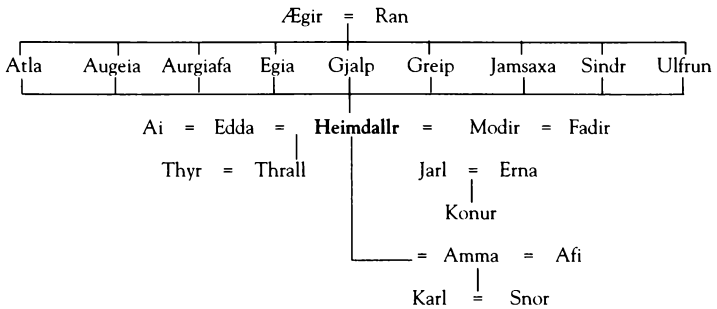 Ægir = Ran
Atla Augeia Aurgiafa Egia Gjalp Greip Jamsaxa Sindr Ulfrun
Ai = Edda = Heimdallr = Modir = Fadir
Thyr = Thrall Jarl = Erna
Konur
= Amma = Afi
Karl = Snor